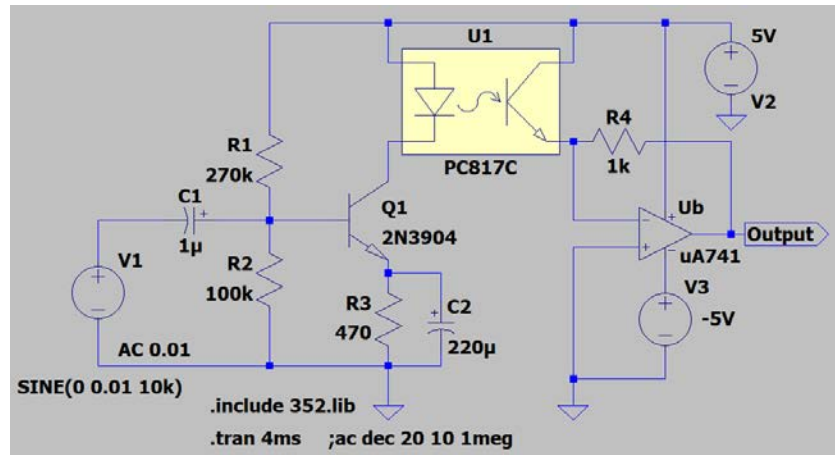 U1
5V
V2
R1
270k
PC817C
R4
1k
C1
+
1µ
Q1
2N3904
Ub
uA741
Output
V1
R2
100k
R3
470
C2
220µ
V3
-5V
AC 0.01
SINE(0 0.01 10k)
.include 352.lib
.tran 4ms ;ac dec 20 10 1meg